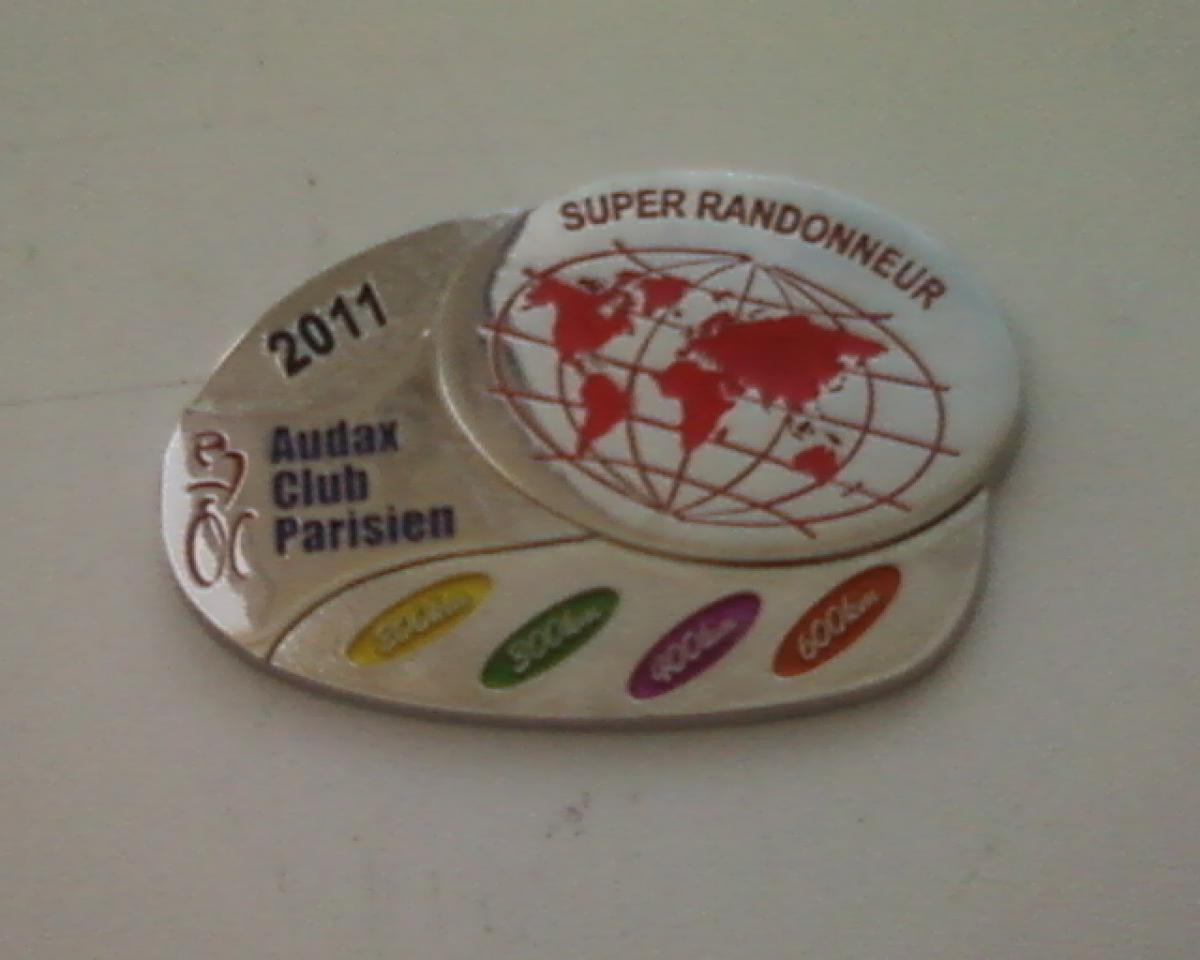 SUPER RANDONNEUR
2011
Audax
Club
Parisien
200km
300km
400km
600km